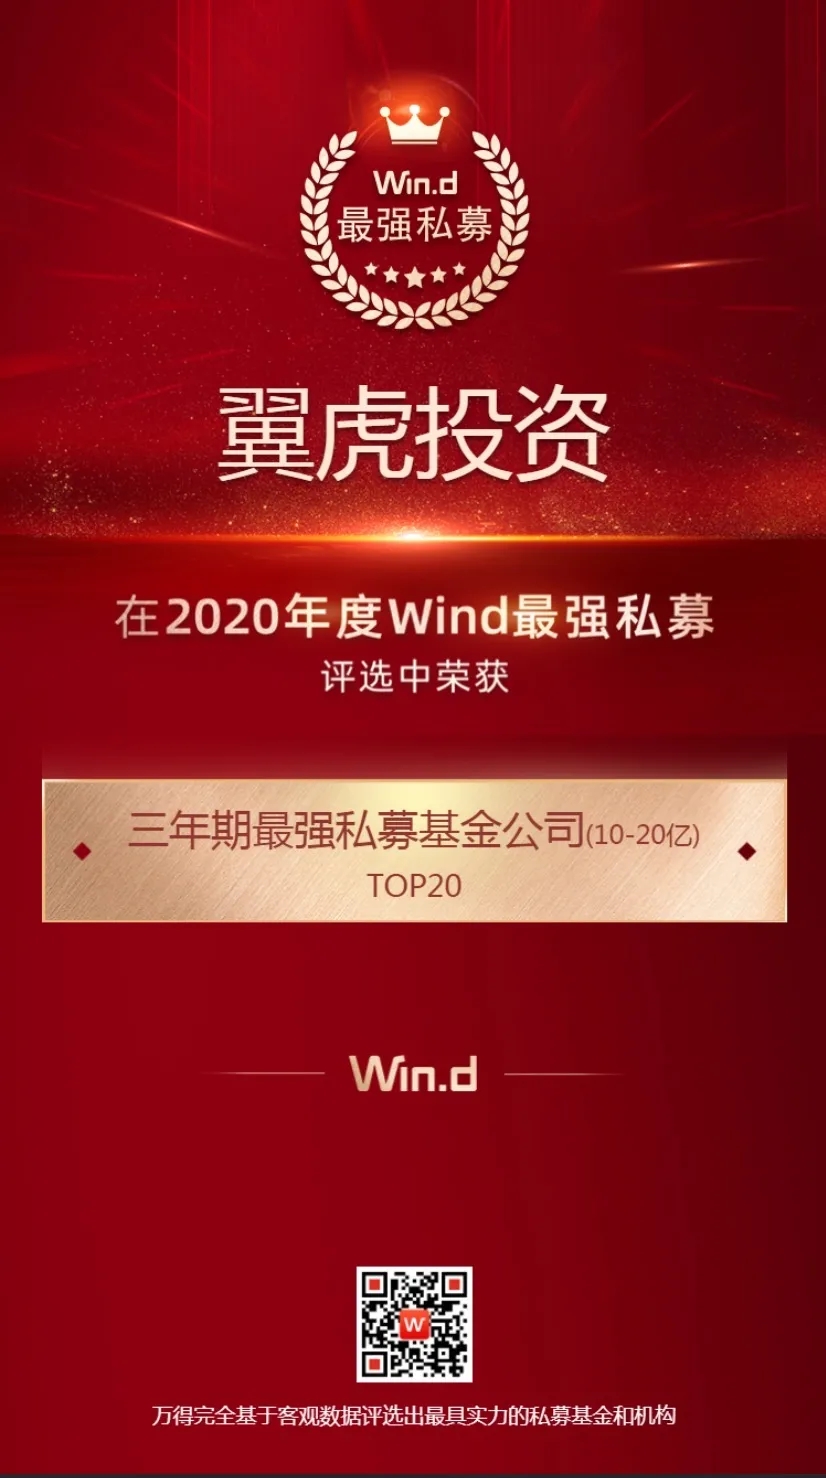 Win.d
最强私募
翼虎投资
在2020年度Wind最强私募
评选中荣获
三年期最强私募基金公司(10-20亿)
TOP20
Win.d
W
万得完全基于客观数据评选出最具实力的私募基金和机构